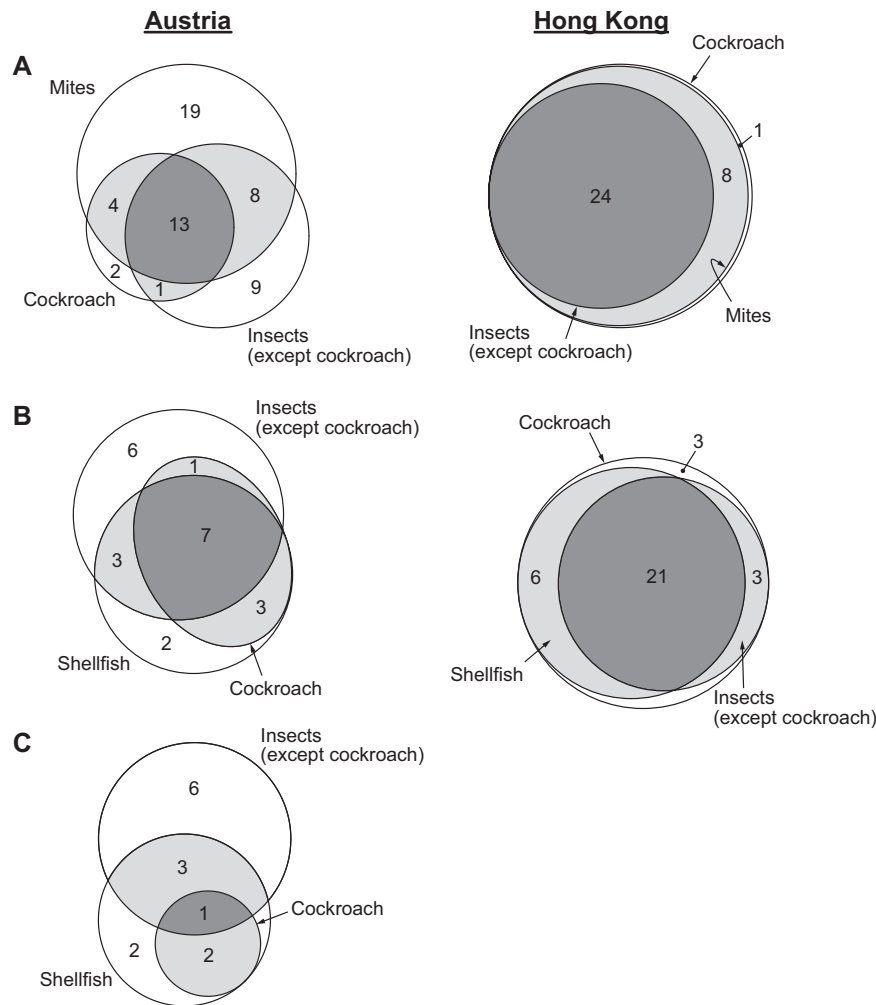 Austria
Hong Kong
A
Mites
19
4
8
13
2
1
9
Cockroach
Insects
(except cockroach)
Cockroach
1
8
24
Mites
Insects
(except cockroach)
B
Insects
(except cockroach)
6
1
7
3
3
2
Shellfish
Cockroach
Cockroach
3
6
21
3
Shellfish
Insects
(except cockroach)
C
Insects
(except cockroach)
6
3
1
Cockroach
2
2
Shellfish